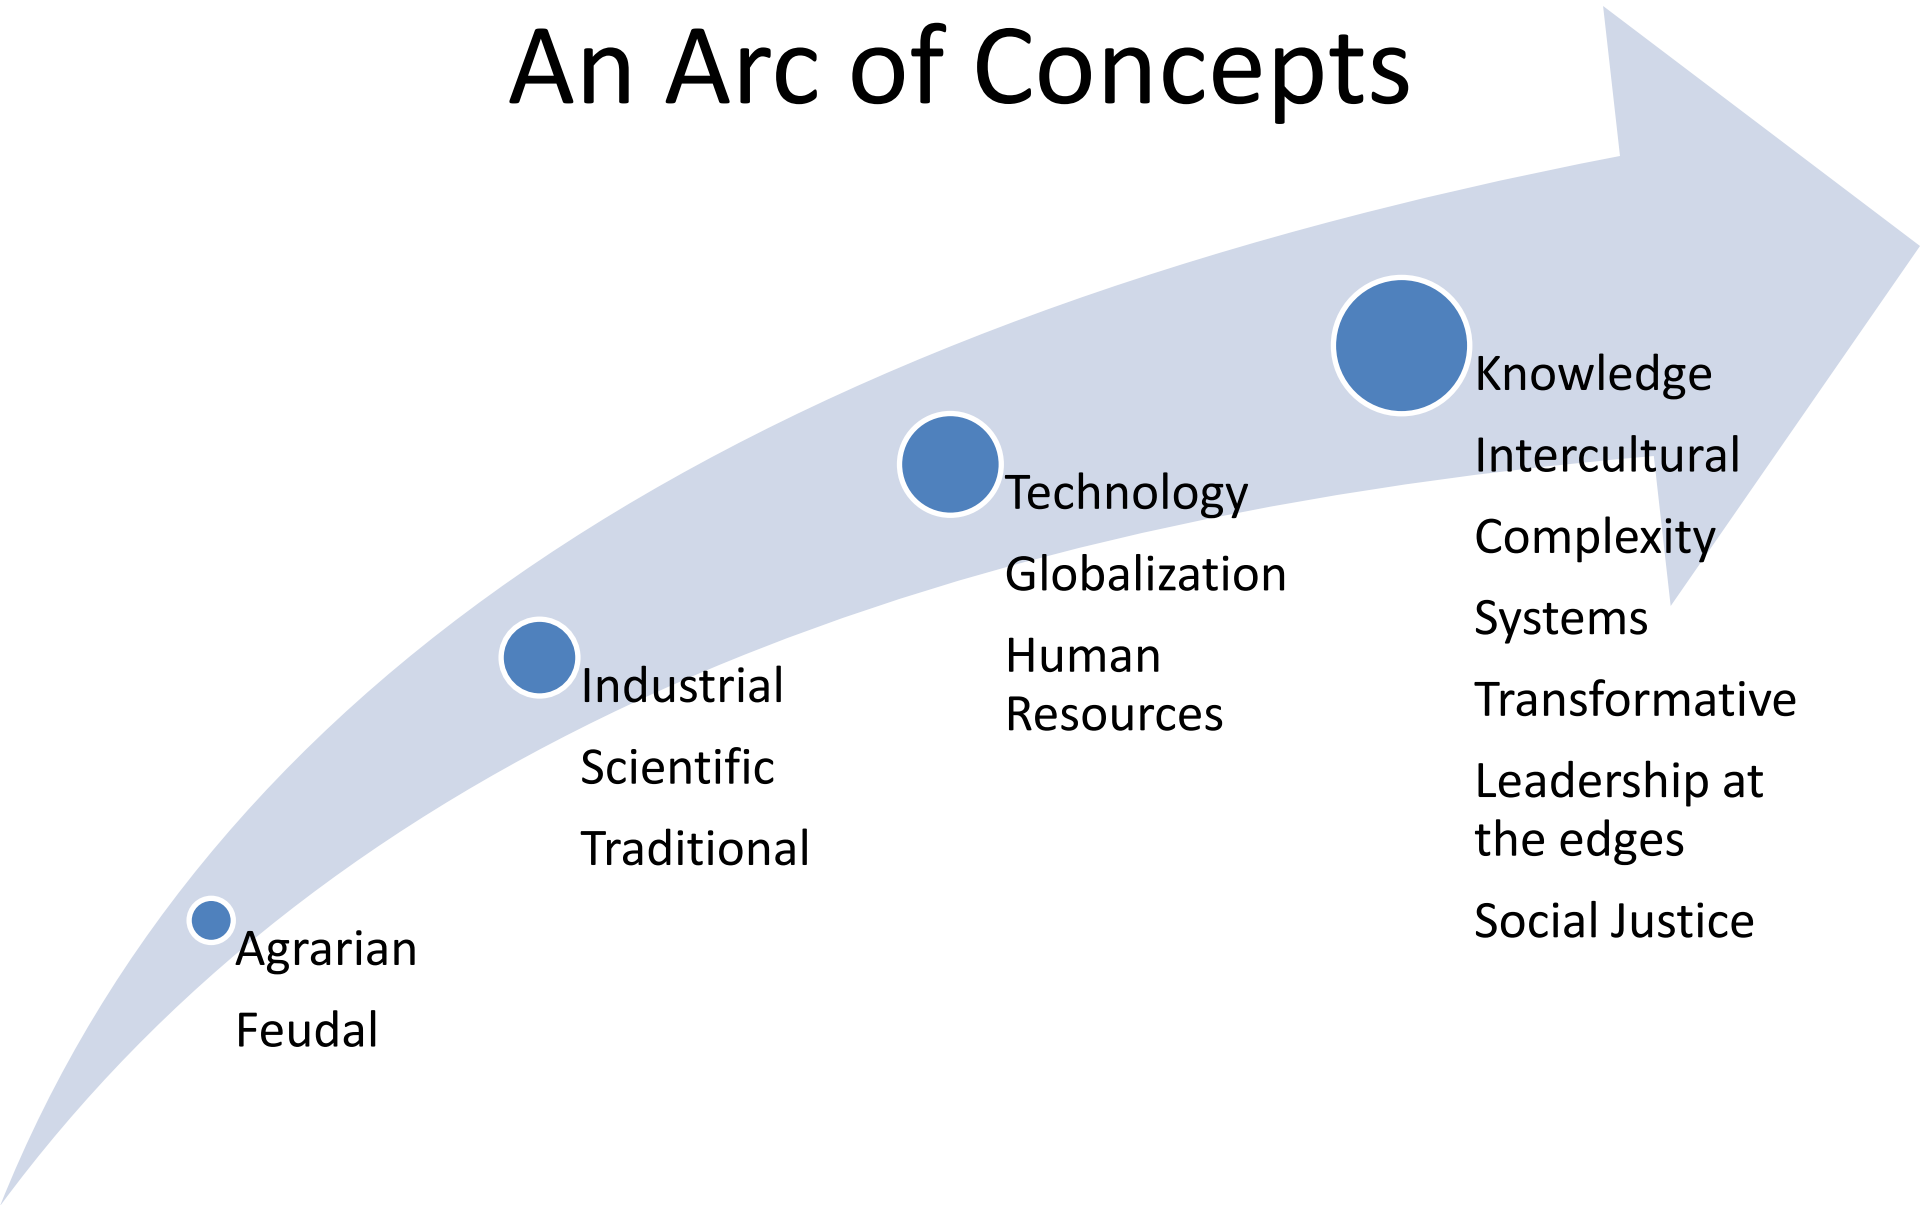 An Arc of Concepts
Agrarian
Feudal
Industrial
Scientific
Traditional
Technology
Globalization
Human
Resources
Knowledge
Intercultural
Complexity
Systems
Transformative
Leadership at
the edges
Social Justice